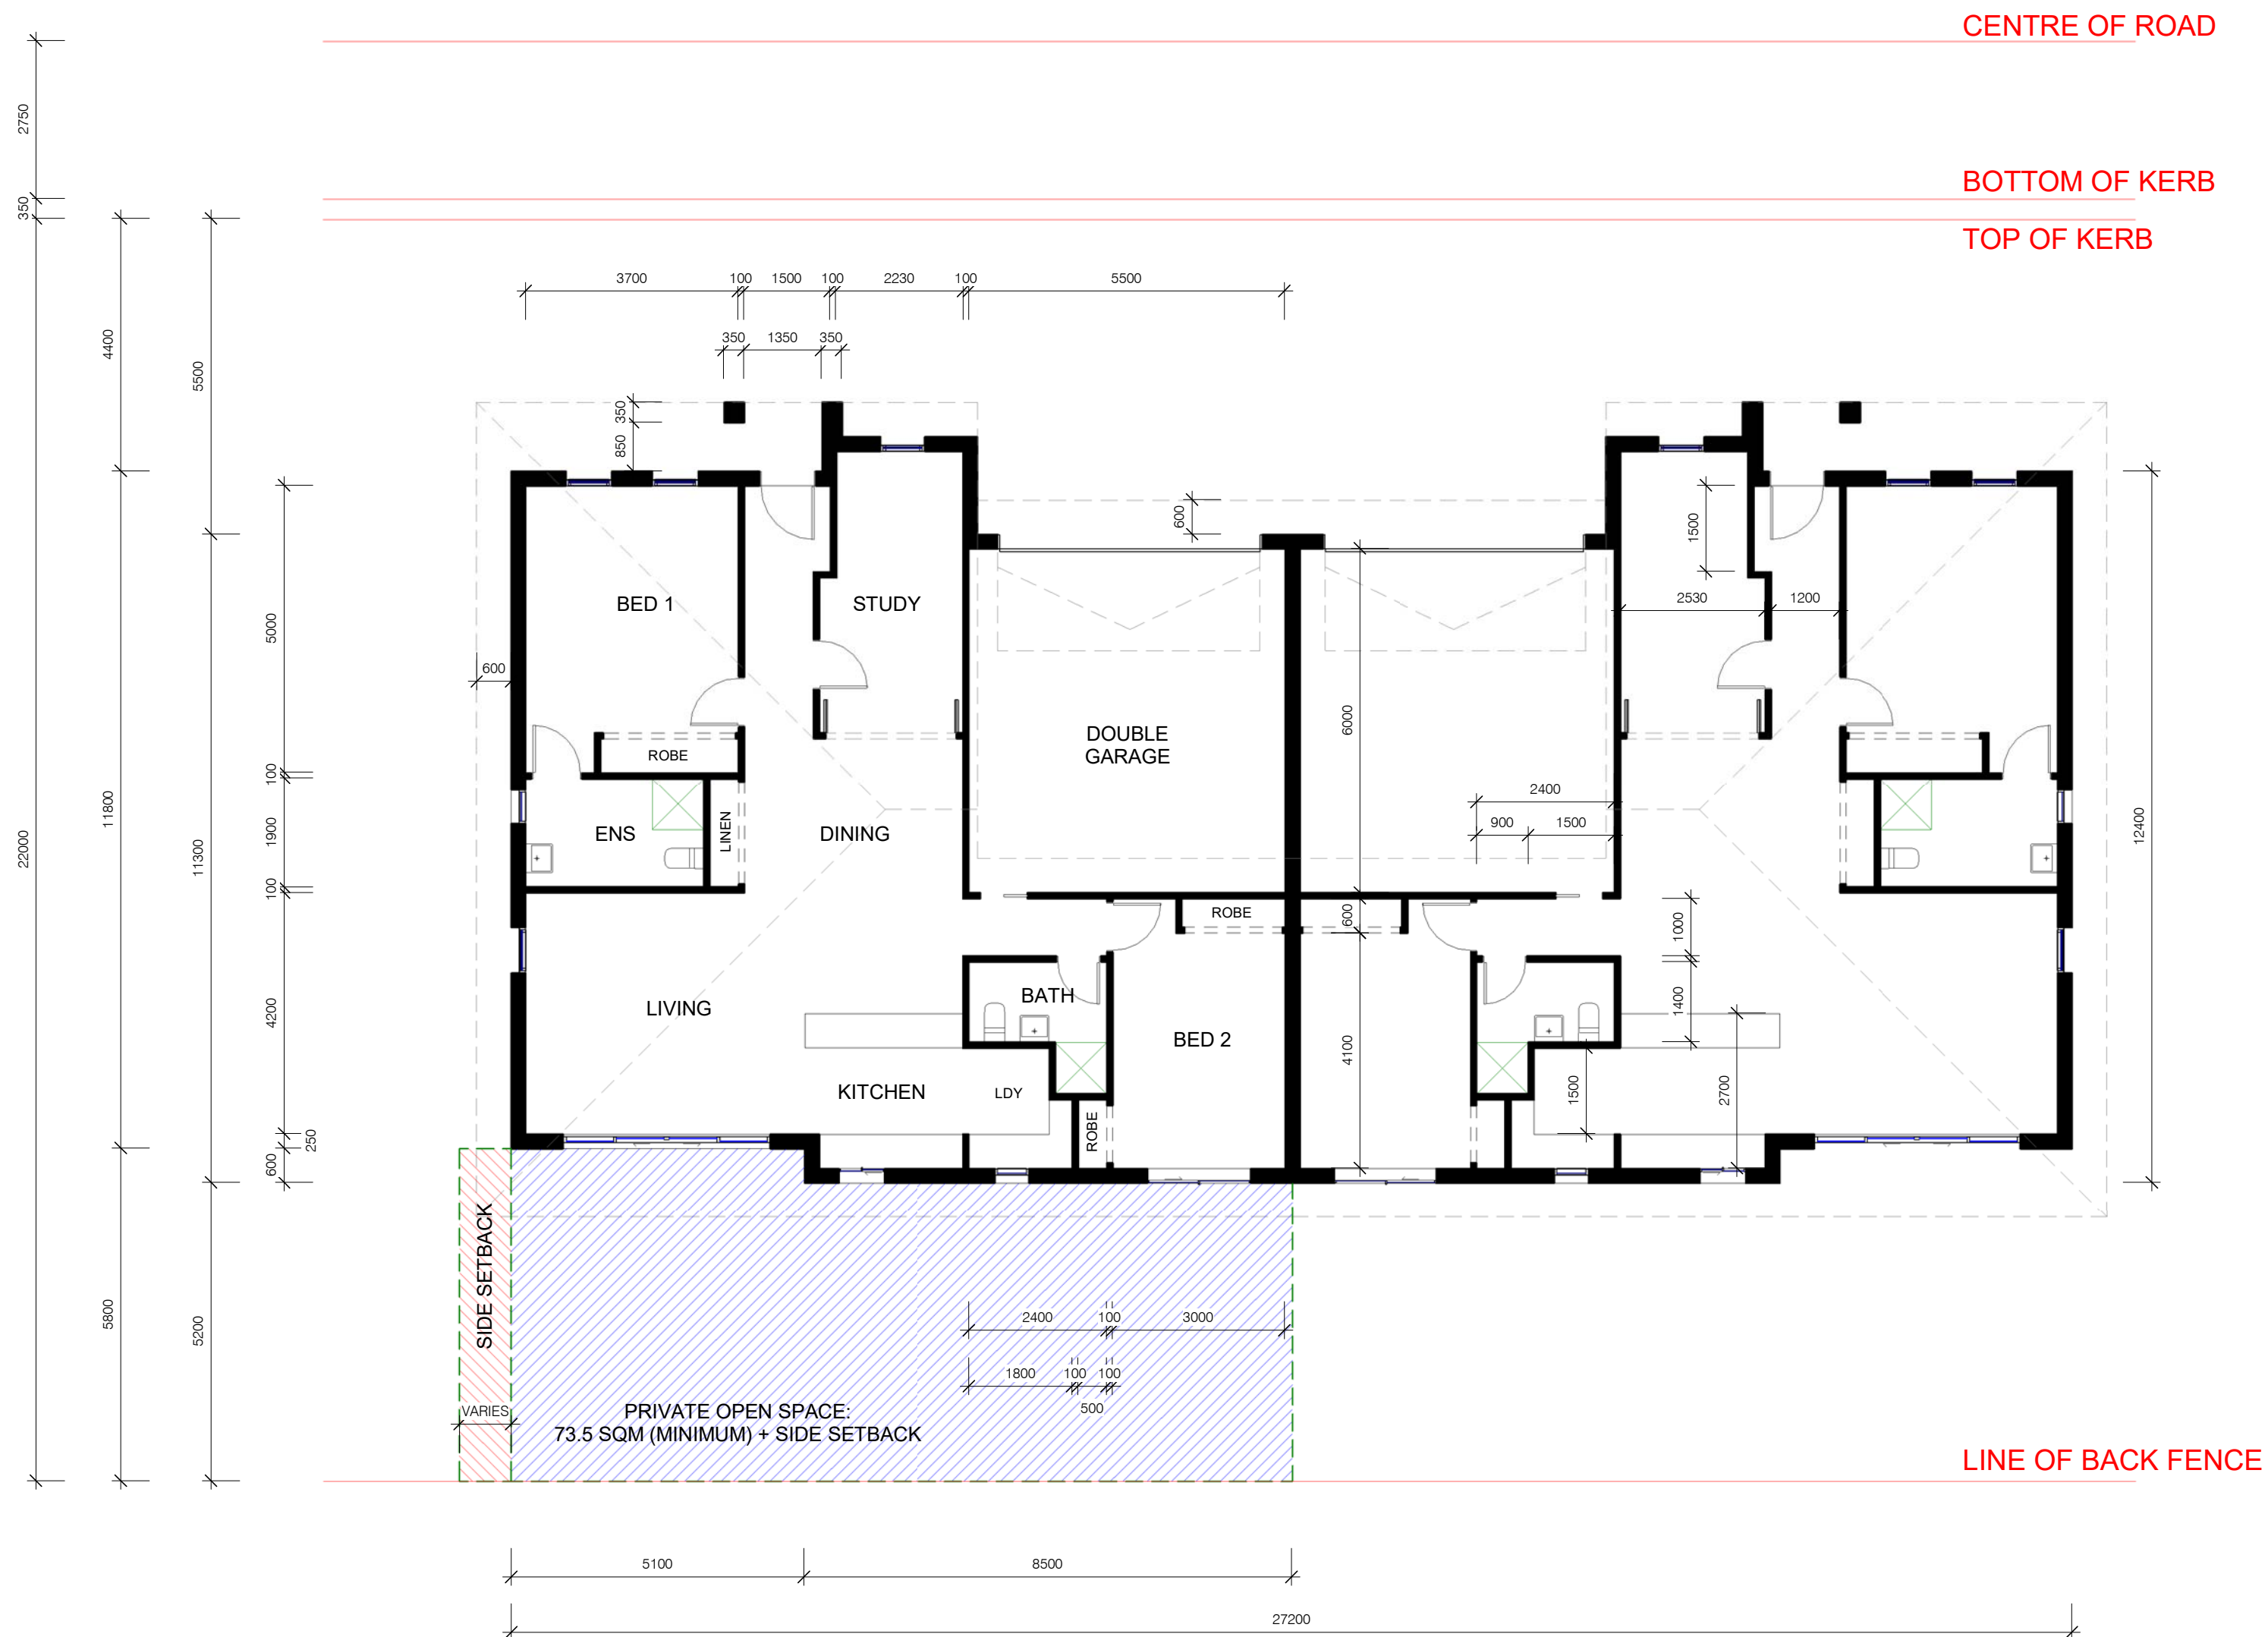 CENTRE OF ROAD
2750
BOTTOM OF KERB
350
TOP OF KERB
3700 100 1500 100 2230 100 5500
350 1350 350
4400
5500
350
850
600
1500
BED 1
STUDY
2530 1200
5000
600
6000
DOUBLE
GARAGE
ROBE
100
2400
900 1500
11800
22000
11300
1900
ENS
LINEN
DINING
12400
100
ROBE
600
1000
BATH
LIVING
4200
1400
BED 2
4100
KITCHEN
LDY
1500
2700
ROBE
250
600
SIDE SETBACK
5800
5200
2400 100 3000
1800 100 100
500
VARIES
PRIVATE OPEN SPACE:
73.5 SQM (MINIMUM) + SIDE SETBACK
LINE OF BACK FENCE
5100 8500
27200